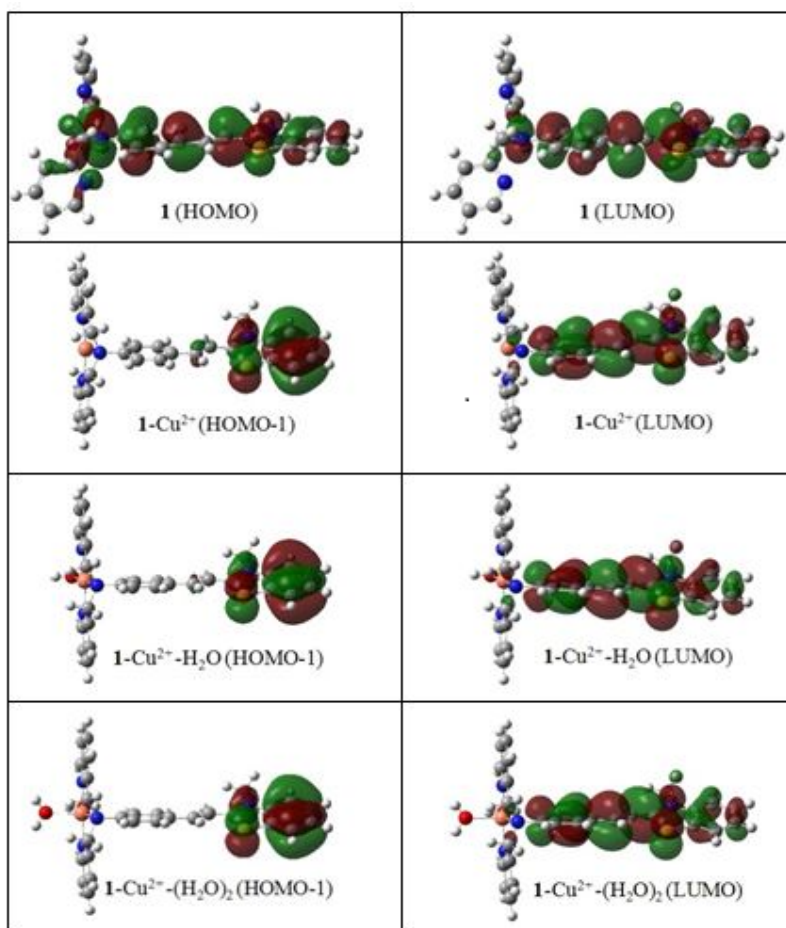 1 (HOMO)
1 (LUMO)
1-Cu²⁺ (HOMO-1)
1-Cu²⁺ (LUMO)
1-Cu²⁺-H₂O (HOMO-1)
1-Cu²⁺-H₂O (LUMO)
1-Cu²⁺-(H₂O)₂ (HOMO-1)
1-Cu²⁺-(H₂O)₂ (LUMO)